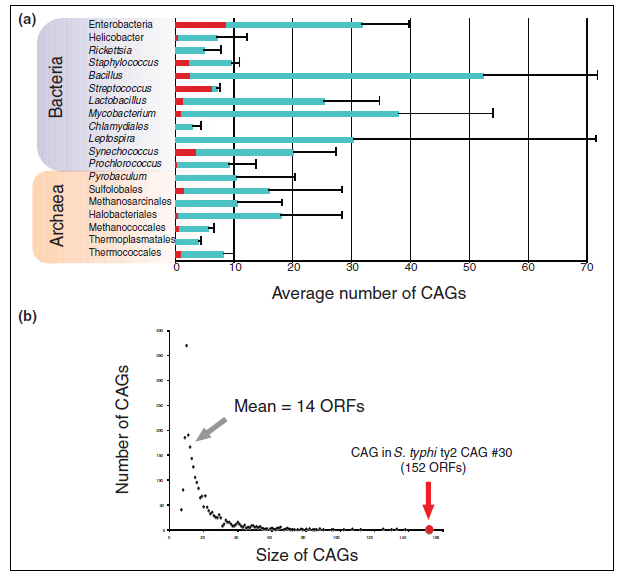 (a)
Bacteria
Archaea
Enterobacteria
Helicobacter
Rickettsia
Staphylococcus
Bacillus
Streptococcus
Lactobacillus
Mycobacterium
Chlamydiales
Leptospira
Synechococcus
Prochlorococcus
Pyrobaculum
Sulfolobales
Methanosarcinales
Halobacteriales
Methanococcales
Thermoplasmatales
Thermococcales
0 10 20 30 40 50 60 70
Average number of CAGs
(b)
Number of CAGs
Mean = 14 ORFs
CAG in S. typhi ty2 CAG #30
(152 ORFs)
Size of CAGs